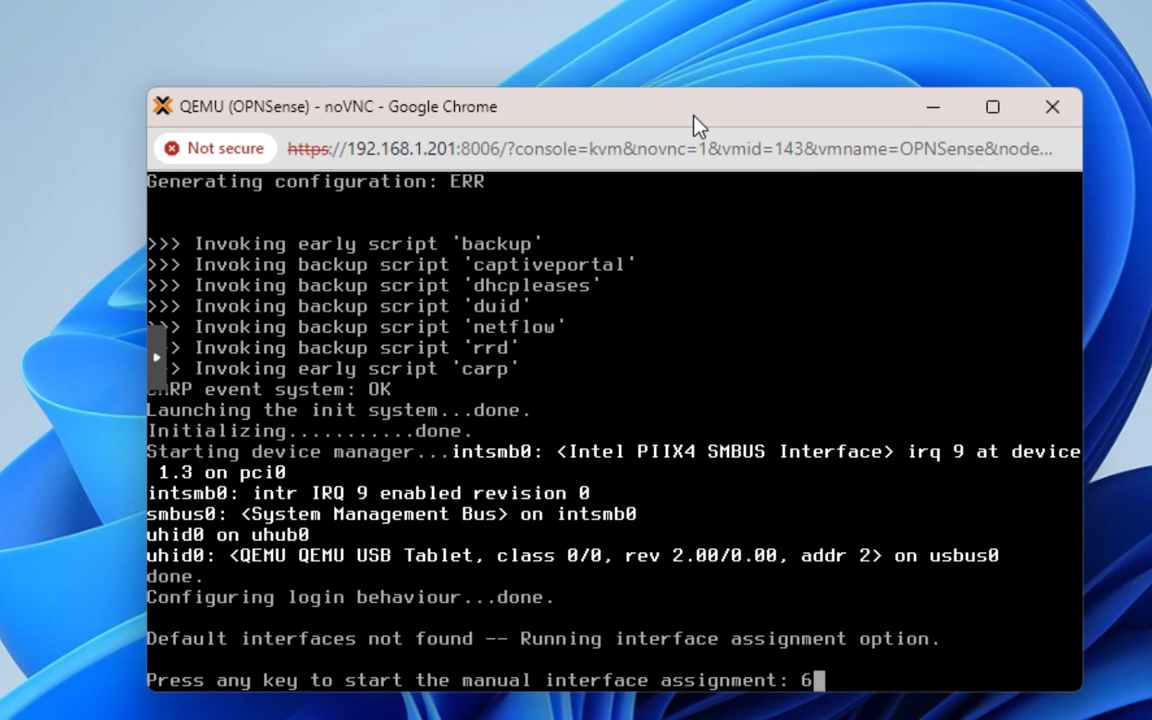 QEMU (OPNSense) - noVNC - Google Chrome
Not secure https://192.168.1.201:8006/?console=kvm&novnc=1&vmid=143&vmname=OPNSense&node...
Generating configuration: ERR
>>> Invoking early script 'backup'
>>> Invoking backup script 'captiveportal'
>>> Invoking backup script 'dhcpleases'
>>> Invoking backup script 'duid'
>>> Invoking backup script 'netflow'
>>> Invoking backup script 'rrd'
>>> Invoking early script 'carp'
CARP event system: OK
Launching the init system...done.
Initializing...........done.
Starting device manager...intsmb0: <Intel PIIX4 SMBUS Interface> irq 9 at device
1.3 on pci0
intsmb0: intr IRQ 9 enabled revision 0
smbus0: <System Management Bus> on intsmb0
uhid0 on uhub0
uhid0: <QEMU QEMU USB Tablet, class 0/0, rev 2.00/0.00, addr 2> on usbus0
done.
Configuring login behaviour...done.
Default interfaces not found -- Running interface assignment option.
Press any key to start the manual interface assignment: 6